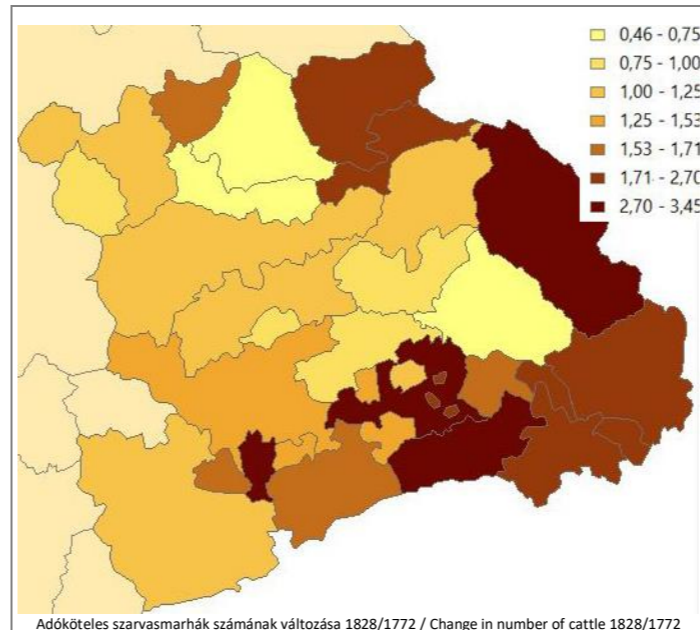 0,46 - 0,75
0,75 - 1,00
1,00 - 1,25
1,25 - 1,53
1,53 - 1,71
1,71 - 2,70
2,70 - 3,45
Adóköteles szarvasmarhák számának változása 1828/1772 / Change in number of cattle 1828/1772